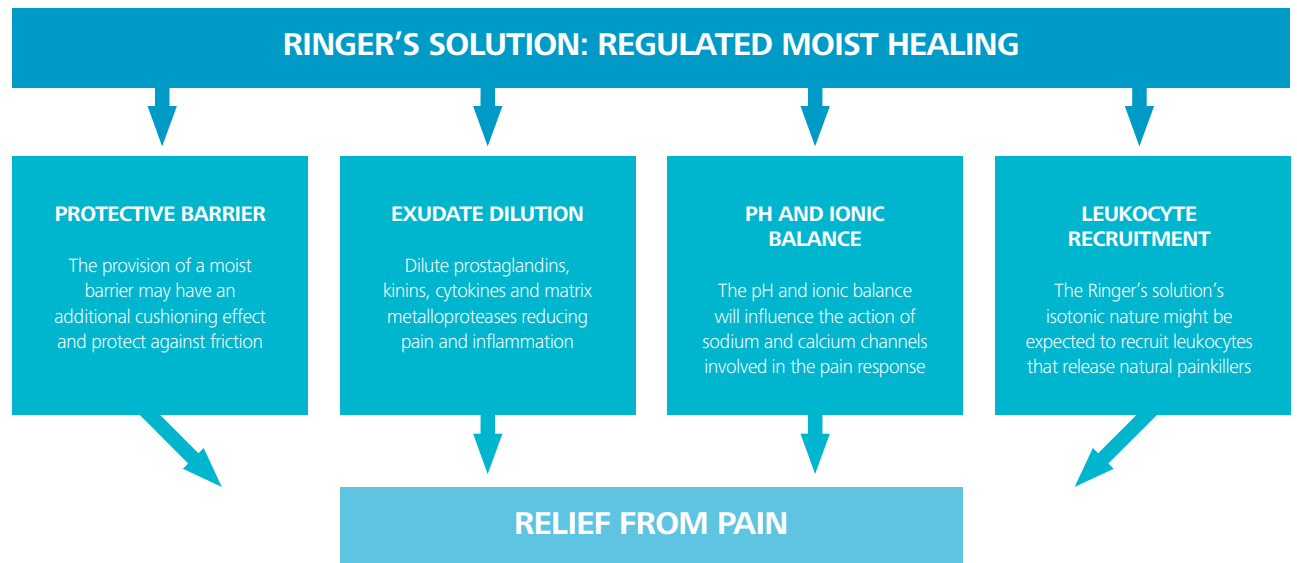 RINGER’S SOLUTION: REGULATED MOIST HEALING
PROTECTIVE BARRIER
The provision of a moist
barrier may have an
additional cushioning effect
and protect against friction
EXUDATE DILUTION
Dilute prostaglandins,
kinins, cytokines and matrix
metalloproteases reducing
pain and inflammation
PH AND IONIC
BALANCE
The pH and ionic balance
will influence the action of
sodium and calcium channels
involved in the pain response
LEUKOCYTE
RECRUITMENT
The Ringer’s solution’s
isotonic nature might be
expected to recruit leukocytes
that release natural painkillers
RELIEF FROM PAIN